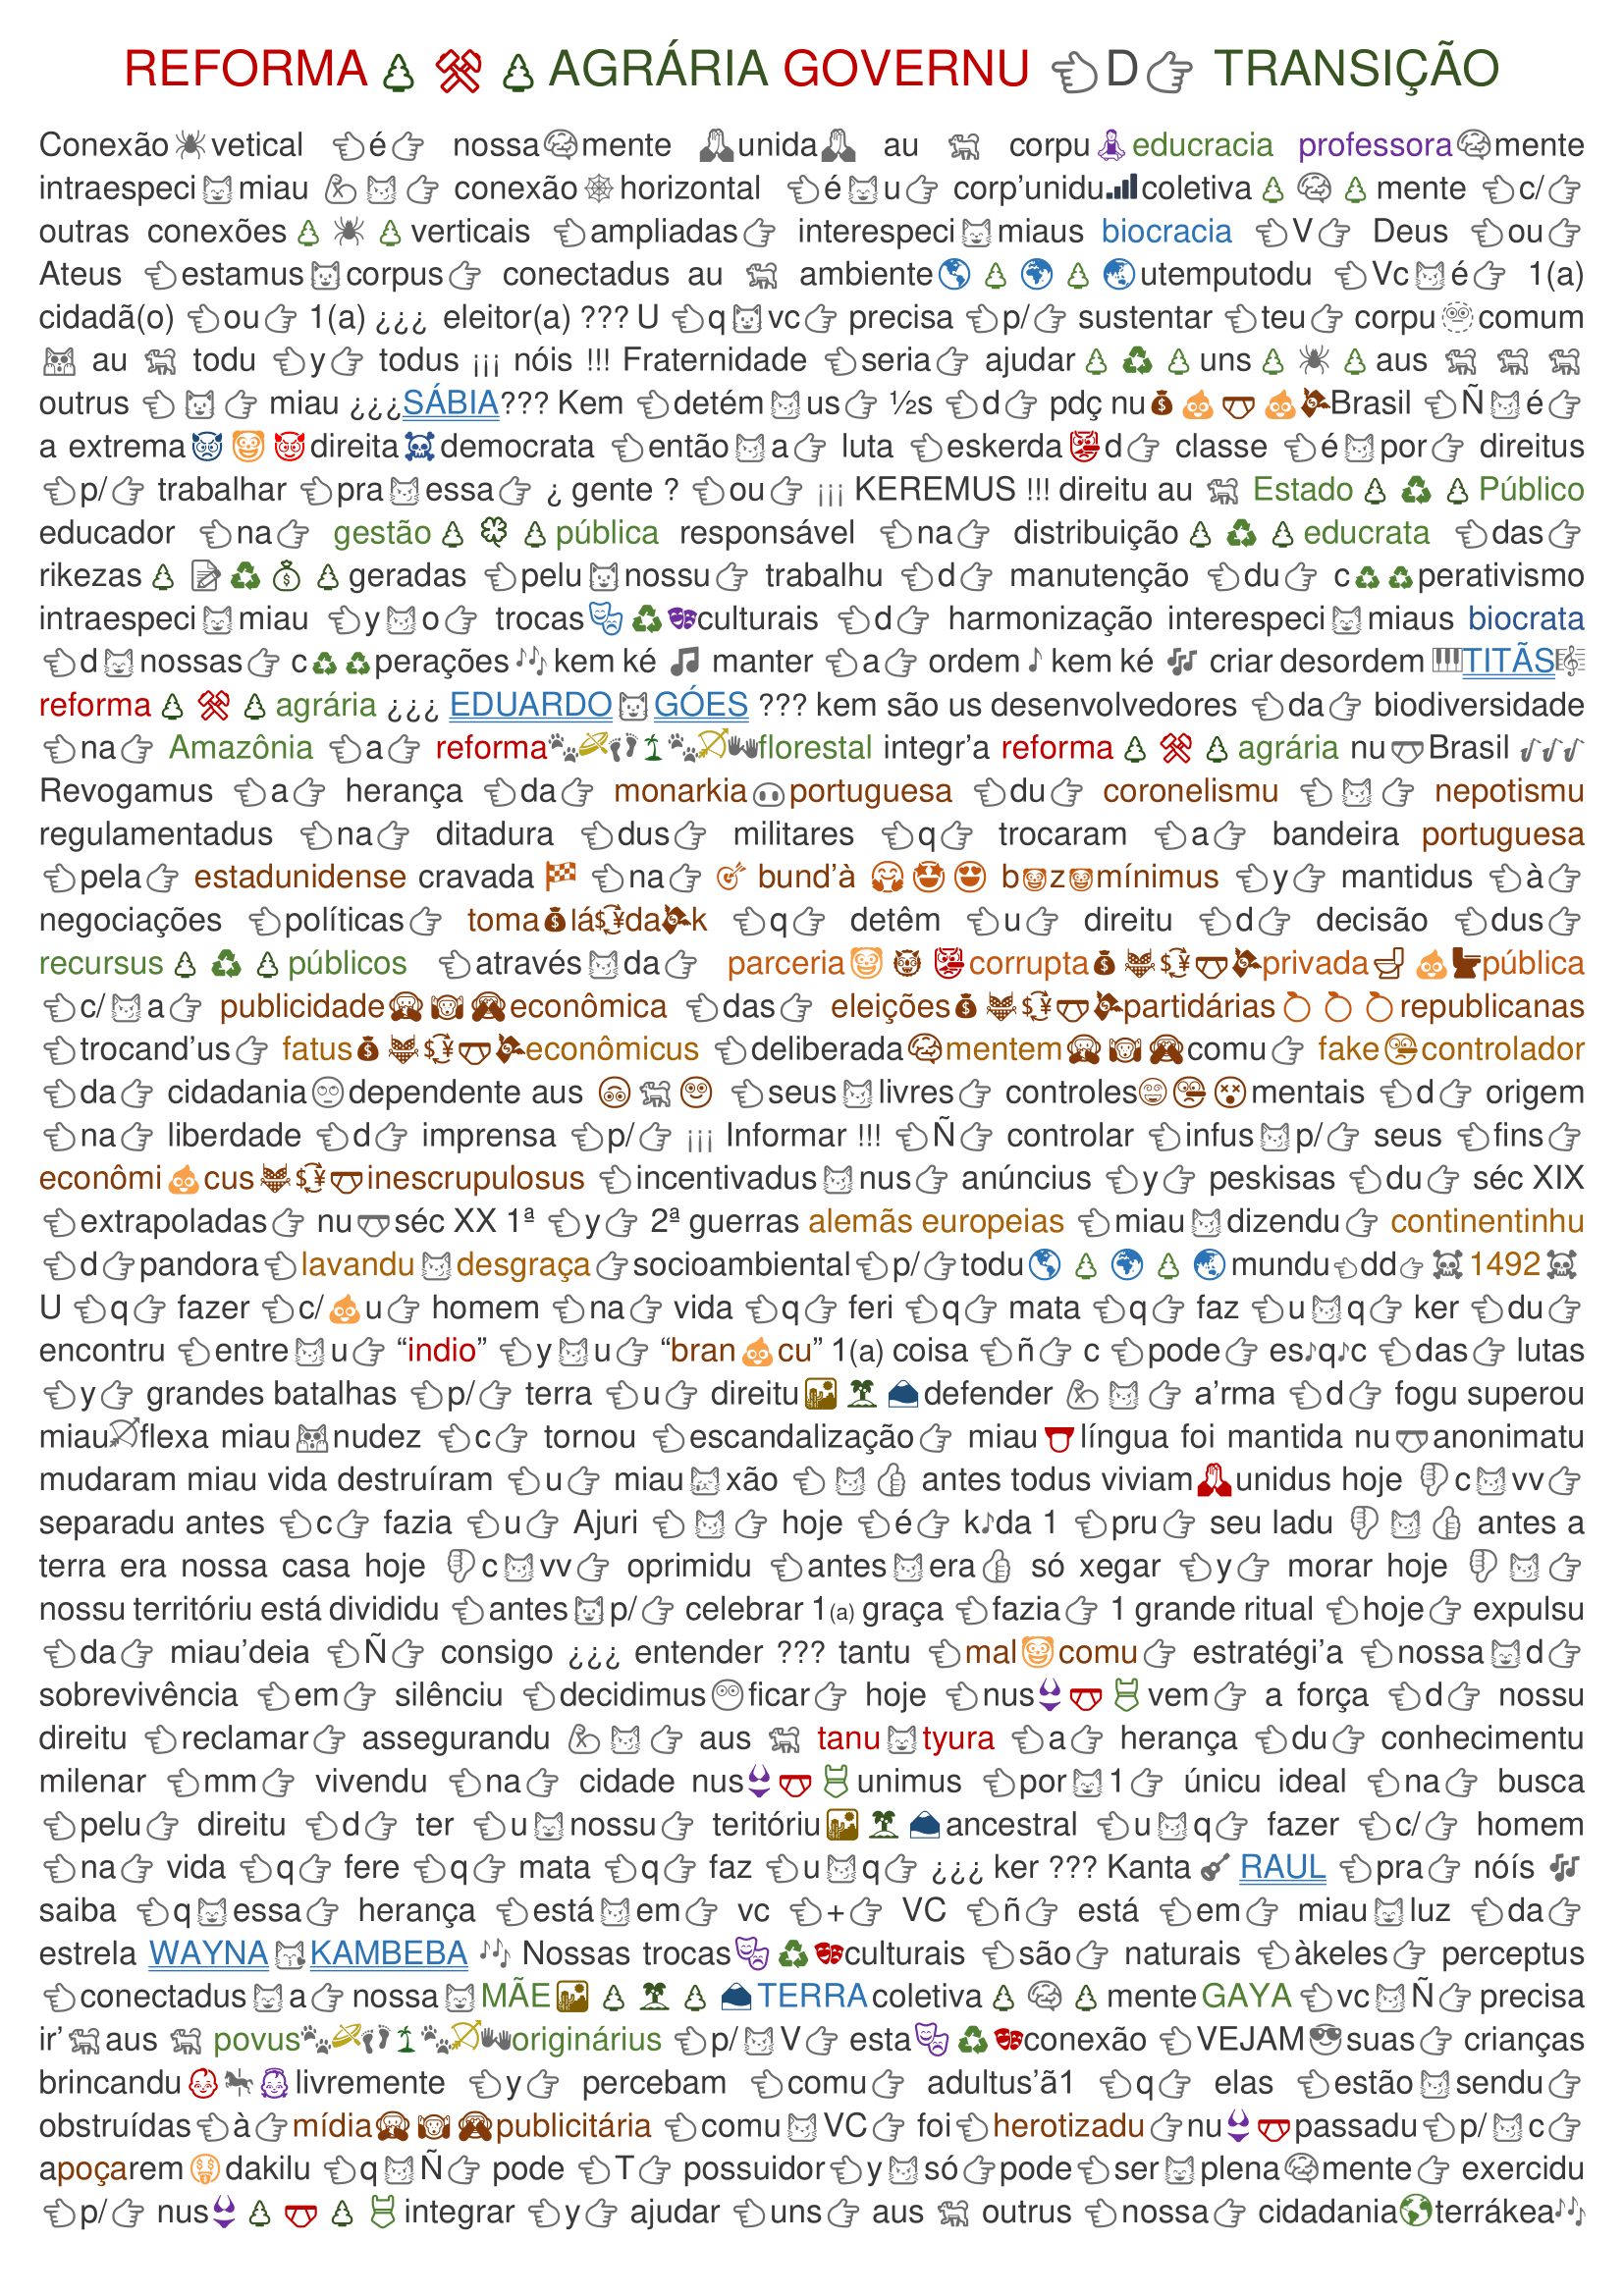 REFORMA🌲⚒🌲AGRÁRIA GOVERNU 👈D👉 TRANSIÇÃO
Conexão🕷vetical 👈é👉 nossa🧠mente 🙏unida🙏 au 🐕 corpu🧘educracia professora🧠mente
intraespeci😺miau 💪😼👉 conexão🕸horizontal 👈é😺u👉 corp’unidu📶coletiva🌲🧠🌲mente 👈c/👉
outras conexões🌲🕷🌲verticais 👈ampliadas👉 interespeci😺miaus biocracia 👈V👉 Deus 👈ou👉
Ateus 👈estamus😺corpus👉 conectadus au 🐕 ambiente🌎🌲🌍🌲🌏utemputodu 👈Vc😼é👉 1(a)
cidadã(o) 👈ou👉 1(a) ¿¿¿ eleitor(a) ??? U 👈q😺vc👉 precisa 👈p/👉 sustentar 👈teu👉 corpu🫥comum
🙀 au 🐕 todu 👈y👉 todus ¡¡¡ nóis !!! Fraternidade 👈seria👉 ajudar🌲♻🌲uns🌲🕷🌲aus 🐕🐕🐕
outrus 👈😺👉 miau ¿¿¿SÁBIA??? Kem 👈detém😼us👉 ½s 👈d👉 pdç nu💰💩🩲💩💸Brasil 👈Ñ😼é👉
a extrema👿🤡😈direita☠democrata 👈então😼a👉 luta 👈eskerda👺d👉 classe 👈é😼por👉 direitus
👈p/👉 trabalhar 👈pra😼essa👉 ¿ gente ? 👈ou👉 ¡¡¡ KEREMUS !!! direitu au 🐕 Estado🌲♻🌲Público
educador 👈na👉 gestão🌲🍀🌲pública responsável 👈na👉 distribuição🌲♻🌲educrata 👈das👉
rikezas🌲📝♻💰🌲geradas 👈pelu😺nossu👉 trabalhu 👈d👉 manutenção 👈du👉 c♻♻perativismo
intraespeci😺miau 👈y😼o👉 trocas🎭♻🎭culturais 👈d👉 harmonização interespeci😺miaus biocrata
👈d😺nossas👉 c♻♻perações🎶kem ké 🎵 manter 👈a👉 ordem♪kem ké 🎶 criar desordem 🎹TITÃS🎼
reforma🌲⚒🌲agrária ¿¿¿ EDUARDO😺GÓES ??? kem são us desenvolvedores 👈da👉 biodiversidade
👈na👉 Amazônia 👈a👉 reforma🐾🛶👣🏝🐾🏹👐florestal integr’a reforma🌲⚒🌲agrária nu🩲Brasil 🎷🎷🎷
Revogamus 👈a👉 herança 👈da👉 monarkia🐽portuguesa 👈du👉 coronelismu 👈😼👉 nepotismu
regulamentadus 👈na👉 ditadura 👈dus👉 militares 👈q👉 trocaram 👈a👉 bandeira portuguesa
👈pela👉 estadunidense cravada 🏁 👈na👉 🎯 bund’à 🤗🤩😍 b🤡z🤡mínimus 👈y👉 mantidus 👈à👉
negociações 👈políticas👉 toma💰lá💱da💸k 👈q👉 detêm 👈u👉 direitu 👈d👉 decisão 👈dus👉
recursus🌲♻🌲públicos 👈através😼da👉 parceria🤡👹👺corrupta💰😼💱🩲💸privada🚽💩🚽pública
👈c/😼a👉 publicidade🙊🐵🙈econômica 👈das👉 eleições💰😼💱🩲💸partidárias🍊🍊🍊republicanas
👈trocand’us👉 fatus💰😼💱🩲💸econômicus 👈deliberada🧠mentem🙊🐵🙈comu👉 fake🤥controlador
👈da👉 cidadania🙄dependente aus 🙃🐕🙂 👈seus😼livres👉 controles😵🤥😵mentais 👈d👉 origem
👈na👉 liberdade 👈d👉 imprensa 👈p/👉 ¡¡¡ Informar !!! 👈Ñ👉 controlar 👈infus😼p/👉 seus 👈fins👉
econômi💩cus😼💱🩲inescrupulosus 👈incentivadus😼nus👉 anúncius 👈y👉 peskisas 👈du👉 séc XIX
👈extrapoladas👉 nu🩲séc XX 1ª 👈y👉 2ª guerras alemãs europeias 👈miau😼dizendu👉 continentinhu
👈d👉pandora👈lavandu😼desgraça👉socioambiental👈p/👉todu🌎🌲🌍🌲🌏mundu👈dd👉☠1492☠
U 👈q👉 fazer 👈c/💩u👉 homem 👈na👉 vida 👈q👉 feri 👈q👉 mata 👈q👉 faz 👈u😼q👉 ker 👈du👉
encontru 👈entre😼u👉 “indio” 👈y😼u👉 “bran💩cu” 1(a) coisa 👈ñ👉 c 👈pode👉 es♪q♪c 👈das👉 lutas
👈y👉 grandes batalhas 👈p/👉 terra 👈u👉 direitu🏜🏝🗻defender 💪😼👉 a’rma 👈d👉 fogu superou
miau🏹flexa miau🙀nudez 👈c👉 tornou 👈escandalização👉 miau👅língua foi mantida nu🩲anonimatu
mudaram miau vida destruíram 👈u👉 miau😿xão 👈😼👍 antes todus viviam🙏unidus hoje 👎c😼vv👉
separadu antes 👈c👉 fazia 👈u👉 Ajuri 👈😼👉 hoje 👈é👉 k♪da 1 👈pru👉 seu ladu 👎😼👍 antes a
terra era nossa casa hoje 👎c😼vv👉 oprimidu 👈antes😼era👍 só xegar 👈y👉 morar hoje 👎😼👉
nossu territóriu está divididu 👈antes😺p/👉 celebrar 1(a) graça 👈fazia👉 1 grande ritual 👈hoje👉 expulsu
👈da👉 miau’deia 👈Ñ👉 consigo ¿¿¿ entender ??? tantu 👈mal🤡comu👉 estratégi’a 👈nossa😺d👉
sobrevivência 👈em👉 silênciu 👈decidimus😶ficar👉 hoje 👈nus👙🩲🩱vem👉 a força 👈d👉 nossu
direitu 👈reclamar👉 assegurandu 💪😼👉 aus 🐕 tanu😺tyura 👈a👉 herança 👈du👉 conhecimentu
milenar 👈mm👉 vivendu 👈na👉 cidade nus👙🩲🩱unimus 👈por😺1👉 únicu ideal 👈na👉 busca
👈pelu👉 direitu 👈d👉 ter 👈u😺nossu👉 teritóriu🏜🏝🗻ancestral 👈u😼q👉 fazer 👈c/👉 homem
👈na👉 vida 👈q👉 fere 👈q👉 mata 👈q👉 faz 👈u😼q👉 ¿¿¿ ker ??? Kanta🎸RAUL 👈pra👉 nóís 🎶
saiba 👈q😺essa👉 herança 👈está😼em👉 vc 👈+👉 VC 👈ñ👉 está 👈em👉 miau😺luz 👈da👉
estrela WAYNA😽KAMBEBA 🎶 Nossas trocas🎭♻🎭culturais 👈são👉 naturais 👈àkeles👉 perceptus
👈conectadus😺a👉nossa😺MÃE🏜🌲🏝🌲🗻TERRAcoletiva🌲🧠🌲menteGAYA👈vc😼Ñ👉precisa
ir’🐕aus 🐕 povus🐾🛶👣🏝🐾🏹👐originárius 👈p/😼V👉 esta🎭♻🎭conexão 👈VEJAM😎suas👉 crianças
brincandu👶🎠👧livremente 👈y👉 percebam 👈comu👉 adultus’ã1 👈q👉 elas 👈estão😼sendu👉
obstruídas👈à👉mídia🙊🐵🙈publicitária 👈comu😼VC👉 foi👈herotizadu👉nu👙🩲passadu👈p/😼c👉
apoçarem🤑dakilu 👈q😼Ñ👉 pode 👈T👉 possuidor👈y😼só👉pode👈ser😺plena🧠mente👉 exercidu
👈p/👉 nus👙🌲🩲🌲🩱integrar 👈y👉 ajudar 👈uns👉 aus 🐕 outrus 👈nossa👉 cidadania🌎terrákea🎶